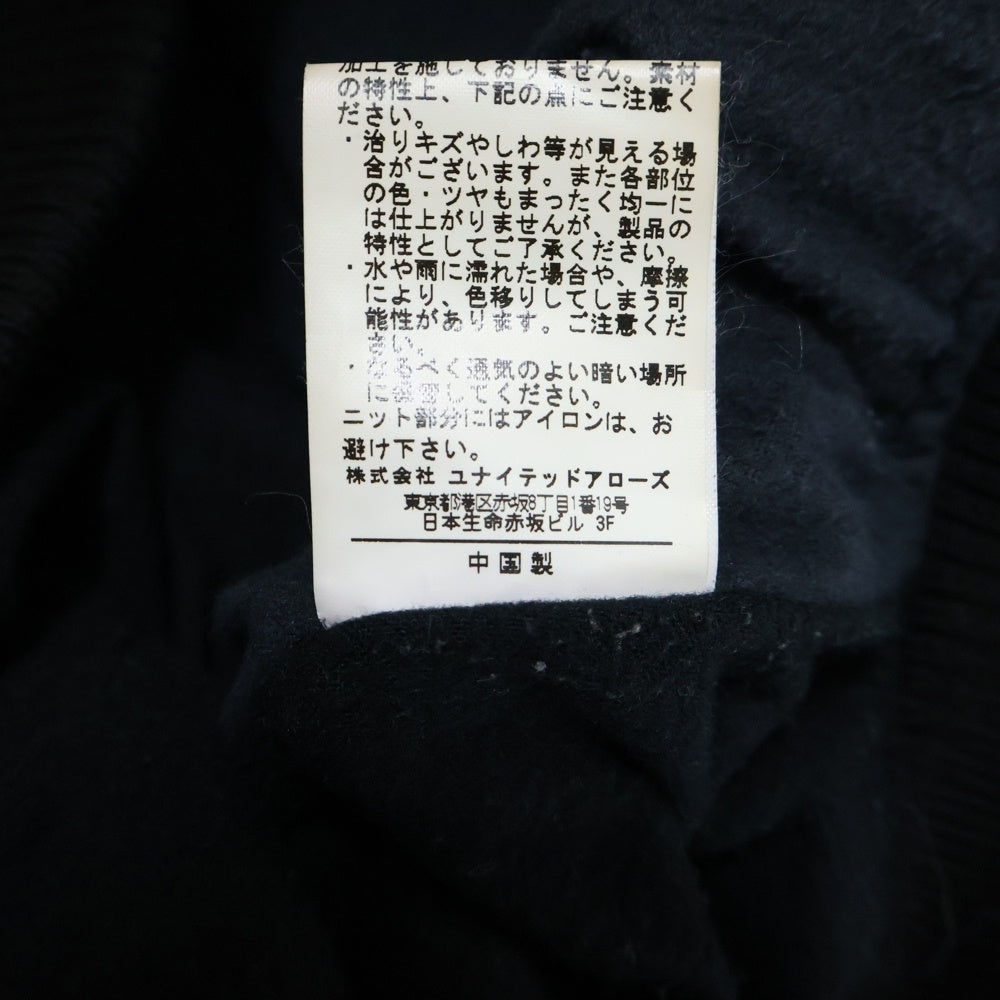 加工を施しておりません。素材
の特性上、下記の点にご注意く
ださい。
・治りキズやしわ等が見える場
合がございます。また各部位
の色・ツヤもまったく均一に
は仕上がりませんが、製品の
特性としてご了承ください。
・水や雨に濡れた場合や、摩擦
により、色移りしてしまう可
能性があります。ご注意くだ
さい。
・なるべく通気のよい暗い場所
に保管してください。
ニット部分にはアイロンは、お
避け下さい。
株式会社 ユナイテッドアローズ
東京都港区赤坂8丁目1番19号
日本生命赤坂ビル 3F
中国製